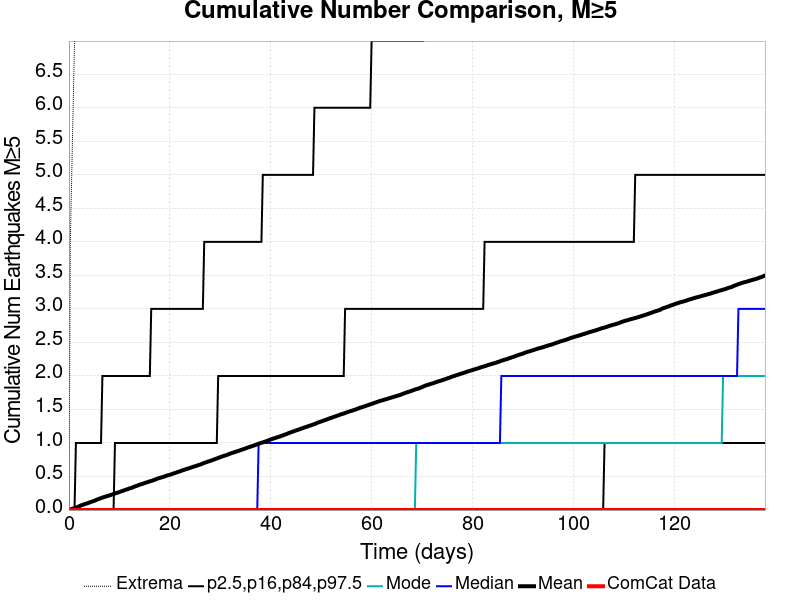 Cumulative Number Comparison, M≥5
Cumulative Num Earthquakes M≥5
6.5
6.0
5.5
5.0
4.5
4.0
3.5
3.0
2.5
2.0
1.5
1.0
0.5
0.0
0 20 40 60 80 100 120
Time (days)
Extrema p2.5,p16,p84,p97.5 Mode Median Mean ComCat Data